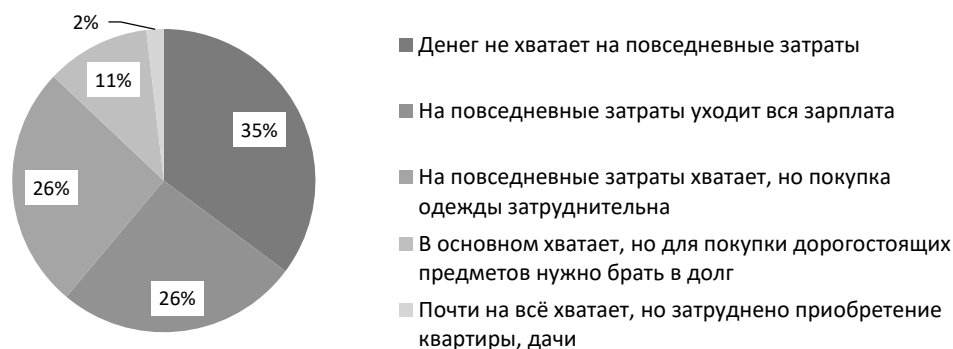 2%
11%
35%
26%
26%
Денег не хватает на повседневные затраты
На повседневные затраты уходит вся зарплата
На повседневные затраты хватает, но покупка
одежды затруднительна
В основном хватает, но для покупки дорогостоящих
предметов нужно брать в долг
Почти на всё хватает, но затруднено приобретение
квартиры, дачи